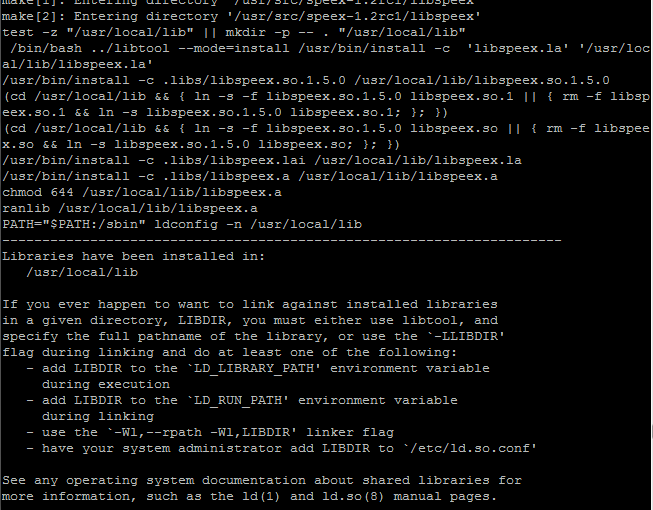 make[1]: Entering directory '/usr/src/speex-1.2rc1/libspeex'
make[2]: Entering directory '/usr/src/speex-1.2rc1/libspeex'
test -z "/usr/local/lib" || mkdir -p -- . "/usr/local/lib"
 /bin/bash ../libtool --mode=install /usr/bin/install -c  'libspeex.la' '/usr/loc
al/lib/libspeex.la'
/usr/bin/install -c .libs/libspeex.so.1.5.0 /usr/local/lib/libspeex.so.1.5.0
(cd /usr/local/lib && { ln -s -f libspeex.so.1.5.0 libspeex.so.1 || { rm -f libsp
eex.so.1 && ln -s libspeex.so.1.5.0 libspeex.so.1; }; })
(cd /usr/local/lib && { ln -s -f libspeex.so.1.5.0 libspeex.so || { rm -f libspee
x.so && ln -s libspeex.so.1.5.0 libspeex.so; }; })
/usr/bin/install -c .libs/libspeex.lai /usr/local/lib/libspeex.la
/usr/bin/install -c .libs/libspeex.a /usr/local/lib/libspeex.a
chmod 644 /usr/local/lib/libspeex.a
ranlib /usr/local/lib/libspeex.a
PATH="$PATH:/sbin" ldconfig -n /usr/local/lib
----------------------------------------------------------------------
Libraries have been installed in:
   /usr/local/lib

If you ever happen to want to link against installed libraries
in a given directory, LIBDIR, you must either use libtool, and
specify the full pathname of the library, or use the `-LLIBDIR'
flag during linking and do at least one of the following:
   - add LIBDIR to the `LD_LIBRARY_PATH' environment variable
     during execution
   - add LIBDIR to the `LD_RUN_PATH' environment variable
     during linking
   - use the `-Wl,--rpath -Wl,LIBDIR' linker flag
   - have your system administrator add LIBDIR to `/etc/ld.so.conf'

See any operating system documentation about shared libraries for
more information, such as the ld(1) and ld.so(8) manual pages.